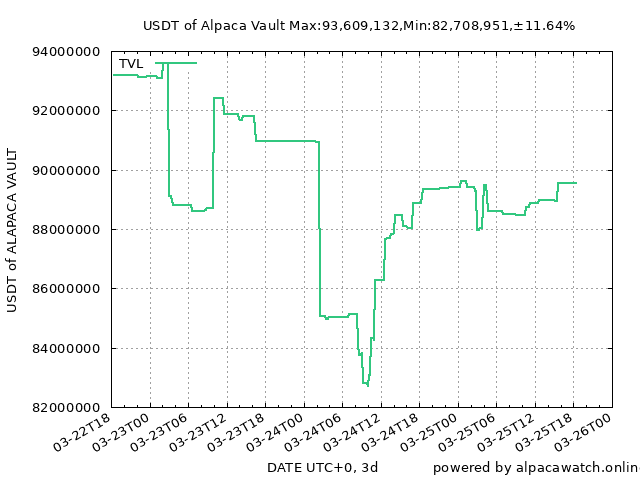 USDT of Alpaca Vault Max:93,609,132,Min:82,708,951,±11.64%
94000000
TVL
92000000
90000000
88000000
86000000
84000000
82000000
USDT of ALAPACA VAULT
03-22T18
03-23T00
03-23T06
03-23T12
03-23T18
03-24T00
03-24T06
03-24T12
03-24T18
03-25T00
03-25T06
03-25T12
03-25T18
03-26T00
DATE UTC+0, 3d
powered by alpacawatch.onlin